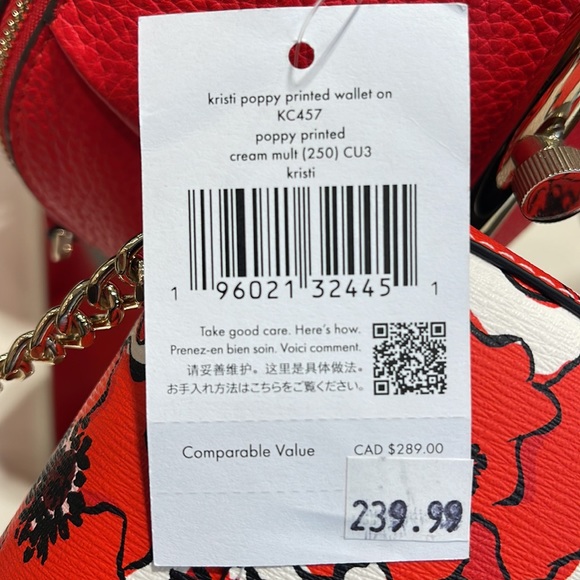 kristi poppy printed wallet on
KC457
poppy printed
cream mult (250) CU3
kristi
1 96021 32445 1
Take good care. Here's how.
Prenez-en bien soin. Voici comment.
请妥善维护。这里是具体做法。
お手入れ方法はこちらをご覧ください
Comparable Value CAD $289.00
239.99